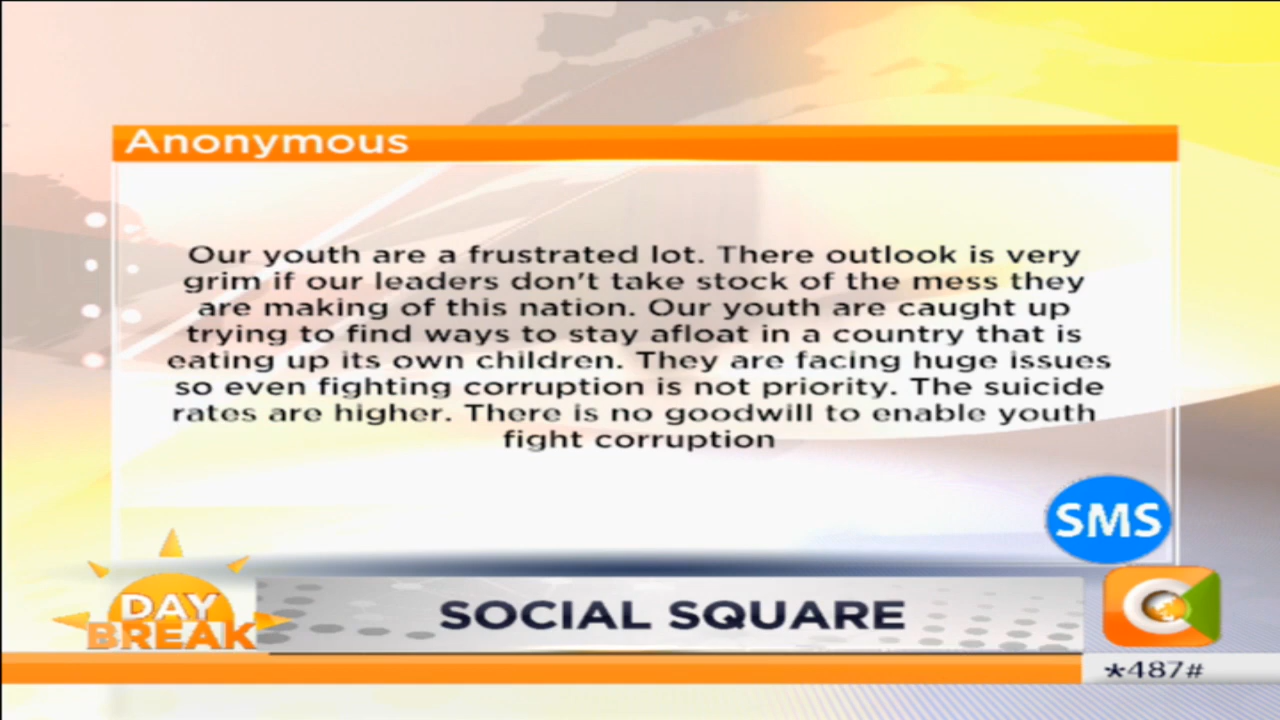 Anonymous
Our youth are a frustrated lot. There outlook is very
grim if our leaders don't take stock of the mess they
are making of this nation. Our youth are caught up
trying to find ways to stay afloat in a country that is
eating up its own children. They are facing huge issues
so even fighting corruption is not priority. The suicide
rates are higher. There is no goodwill to enable youth
fight corruption
SMS
DAY
BREAK
SOCIAL SQUARE
*487#